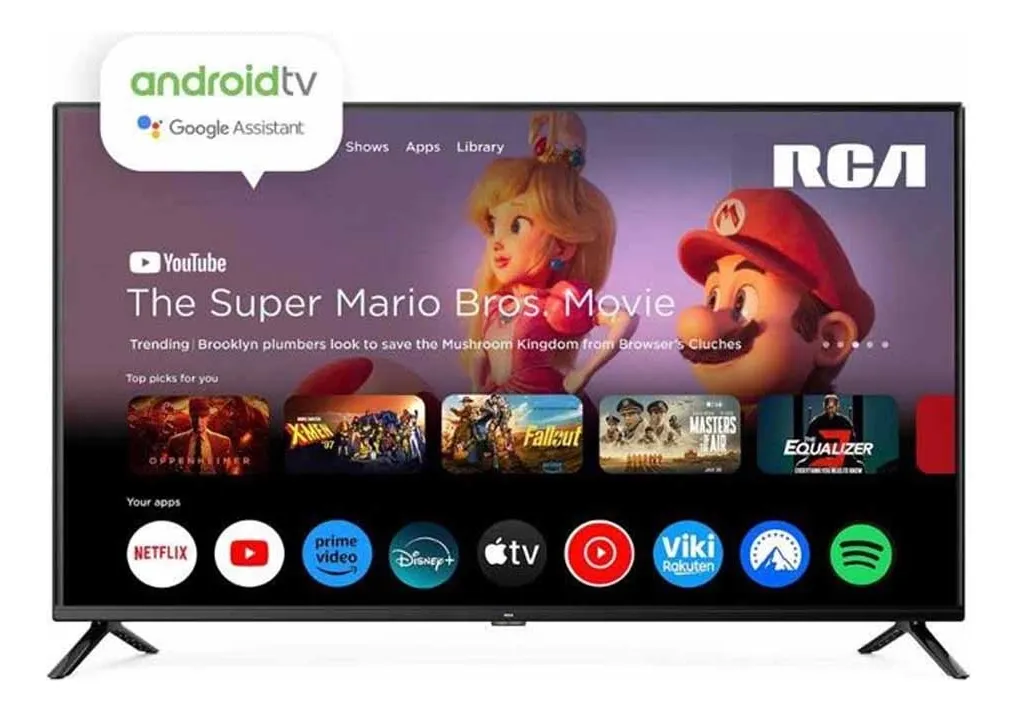 androidtv
Google Assistant
Shows Apps Library
RCA
YouTube
The Super Mario Bros. Movie
Trending | Brooklyn plumbers look to save the Mushroom Kingdom from Browser's Cluches
Top picks for you
OPPENHEIMER
X-MEN '97
Fallout
MASTERS OF THE AIR
THE EQUALIZER 3
Your apps
NETFLIX
prime video
Disney+
tv
Viki Rakuten